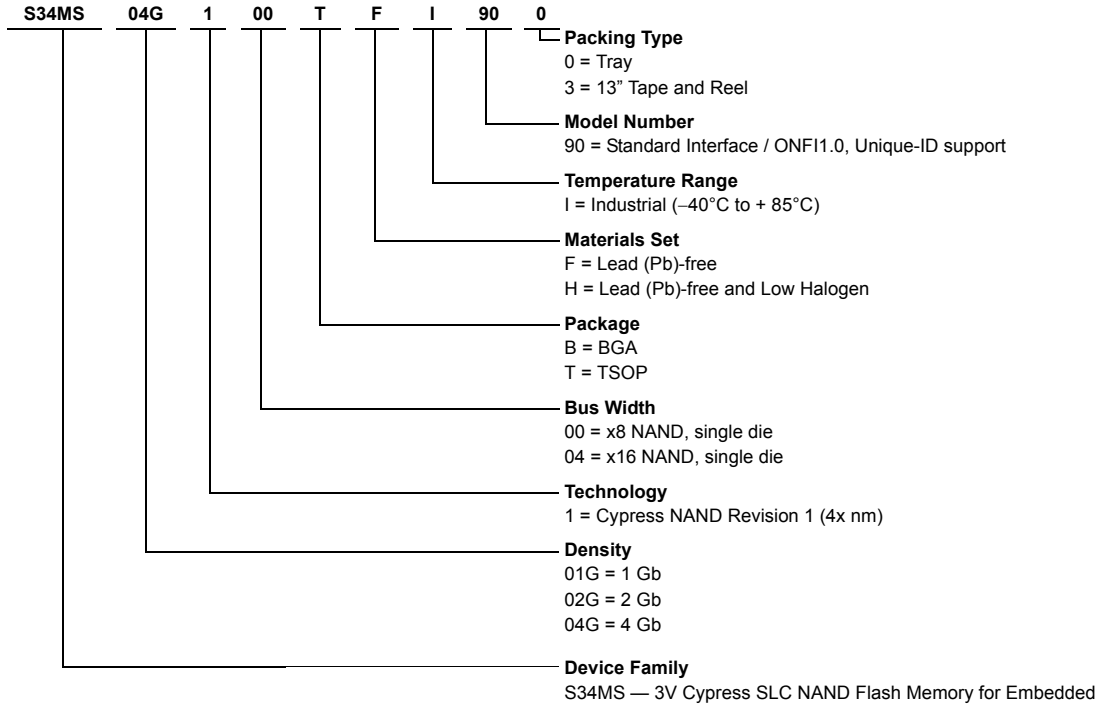 S34MS 04G 1 00 T F I 90 0
Packing Type
0 = Tray
3 = 13” Tape and Reel
Model Number
90 = Standard Interface / ONFI1.0, Unique-ID support
Temperature Range
I = Industrial (–40°C to + 85°C)
Materials Set
F = Lead (Pb)-free
H = Lead (Pb)-free and Low Halogen
Package
B = BGA
T = TSOP
Bus Width
00 = x8 NAND, single die
04 = x16 NAND, single die
Technology
1 = Cypress NAND Revision 1 (4x nm)
Density
01G = 1 Gb
02G = 2 Gb
04G = 4 Gb
Device Family
S34MS — 3V Cypress SLC NAND Flash Memory for Embedded